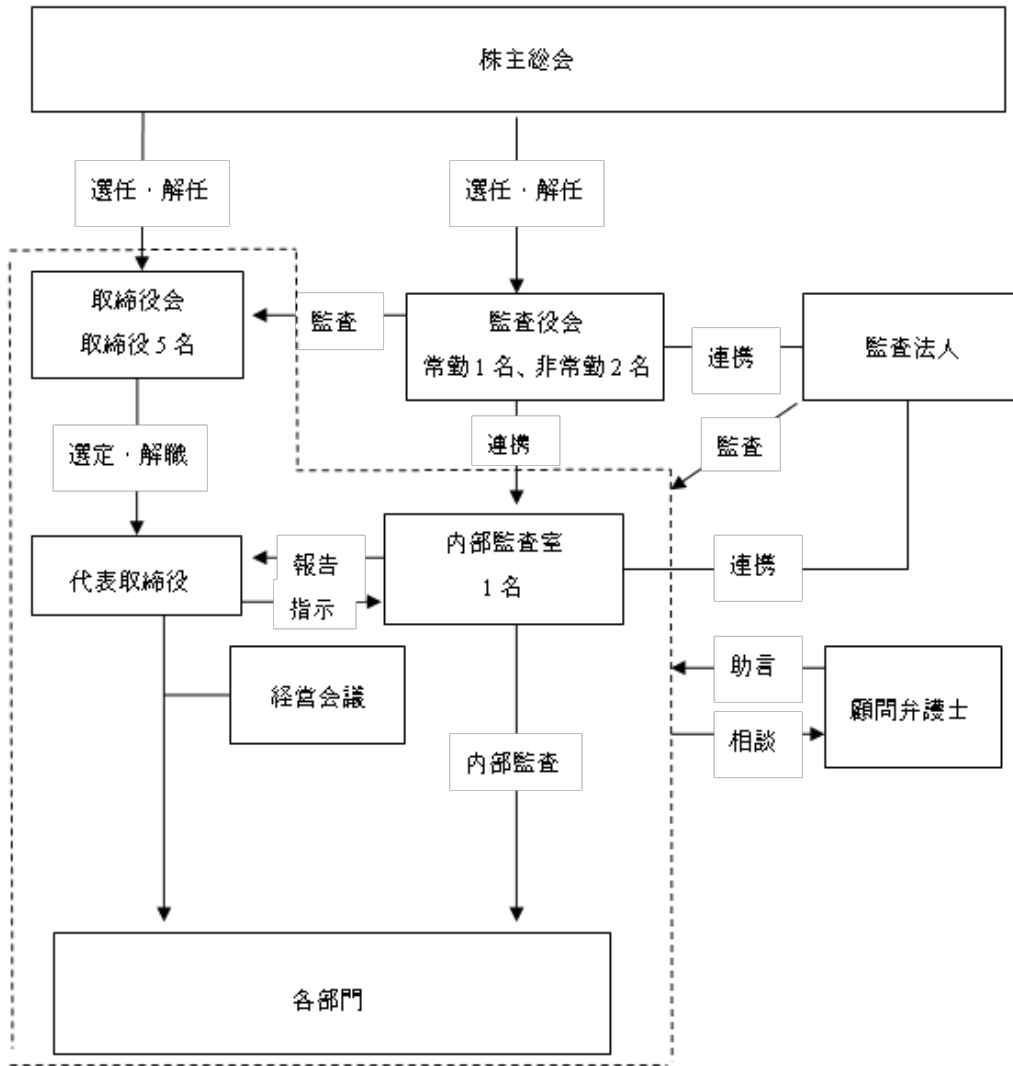 株主総会
選任・解任
選任・解任
取締役会
取締役5名
監査
監査役会
常勤1名、非常勤2名
連携
監査法人
選定・解職
連携
監査
代表取締役
報告
指示
内部監査室
1名
連携
経営会議
助言
相談
顧問弁護士
内部監査
各部門